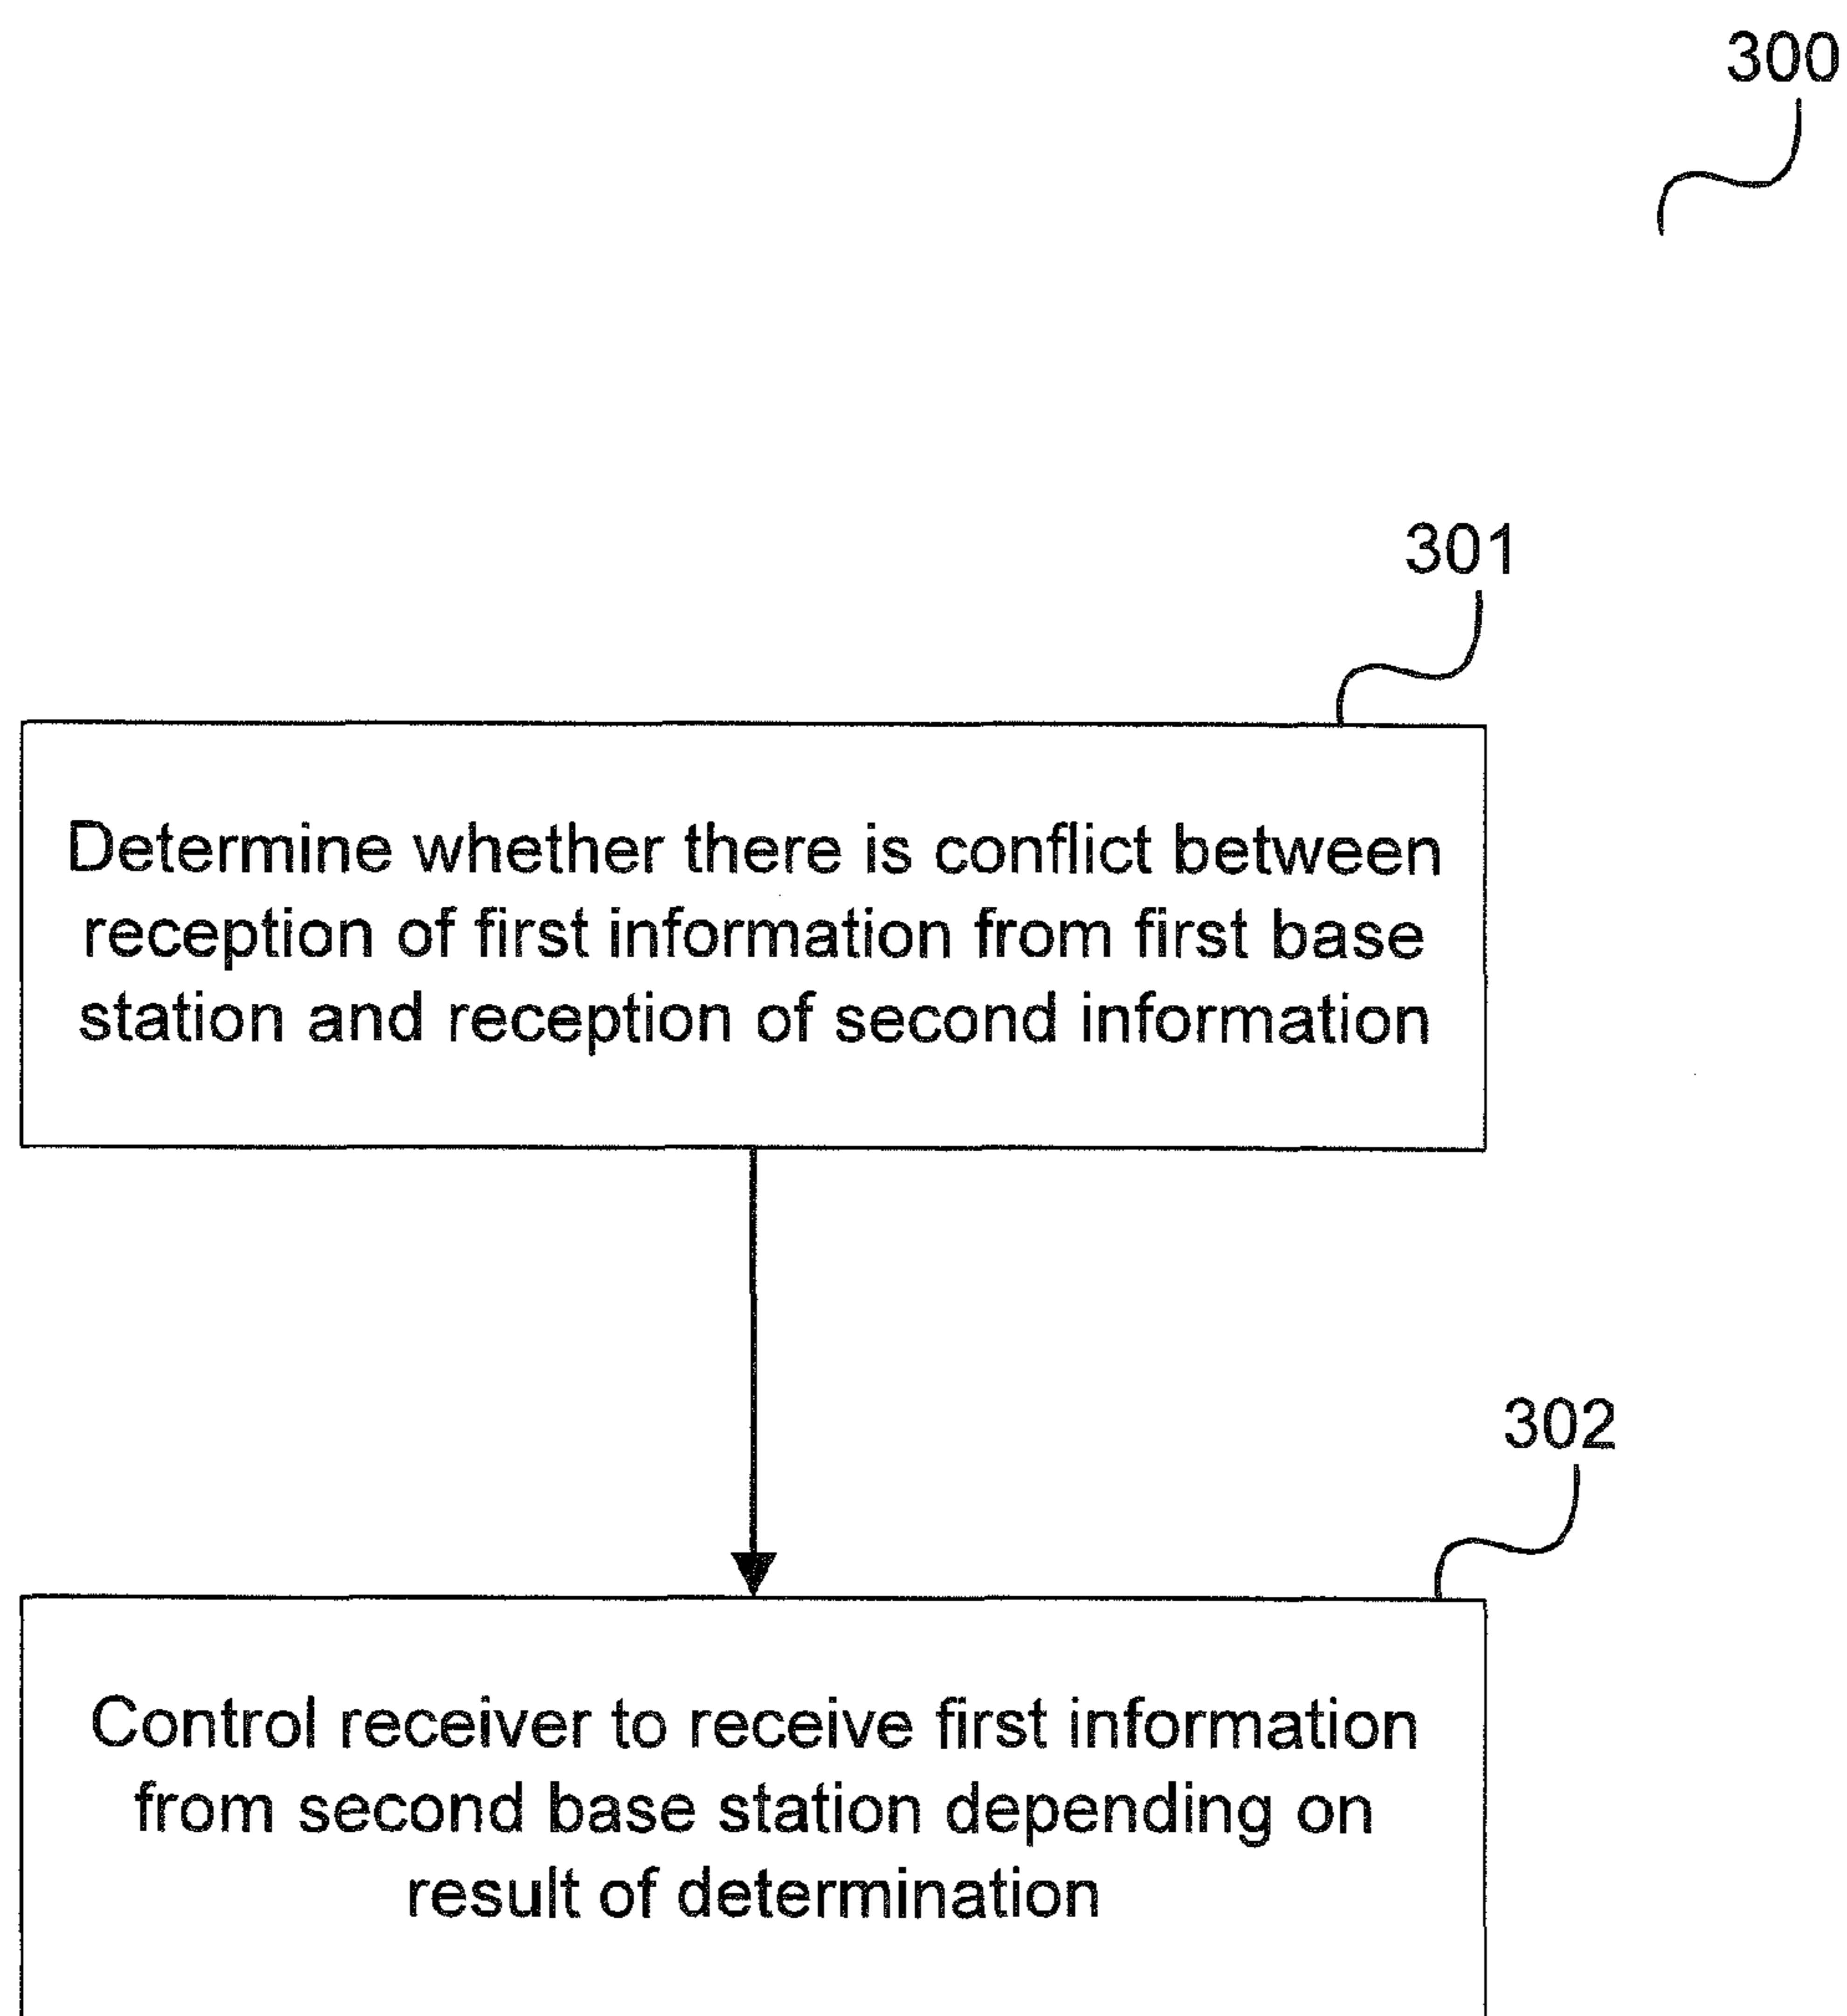 300
301
Determine whether there is conflict between
reception of first information from first base
station and reception of second information
302
Control receiver to receive first information
from second base station depending on
result of determination